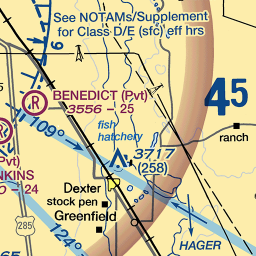 See NOTAMs/Supplement
for Class D/E (sfc) eff hrs
BENEDICT (Pvt)
3556 - 25
R
45
ranch
109°
fish
hatchery
Pvt)
NKINS
0 - 24
3717
(258)
Dexter
stock pen
Greenfield
285
124°
HAGER